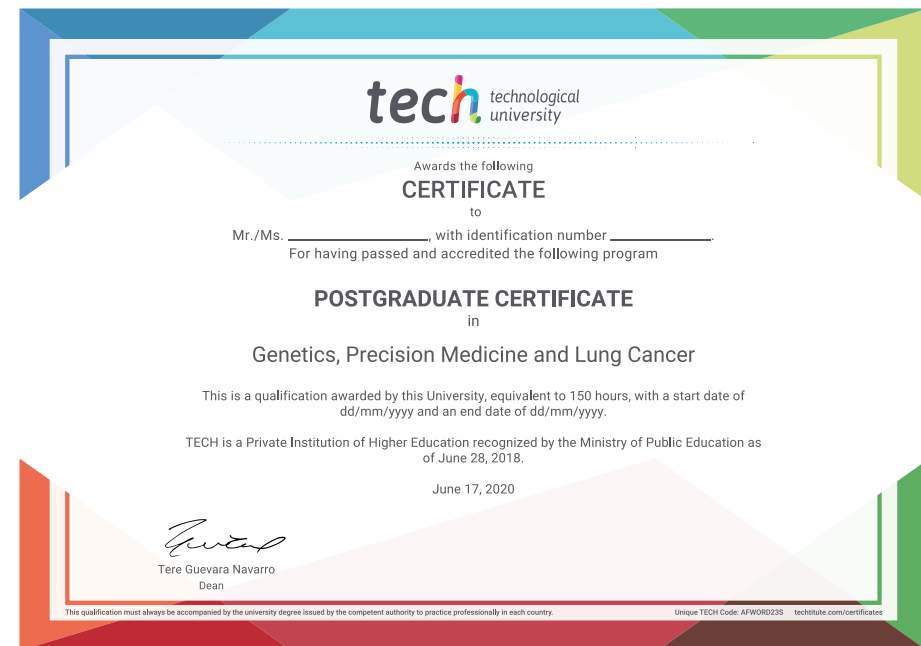 tech technological
university
Awards the following
CERTIFICATE
to
Mr./Ms. ____________________, with identification number ______________.
For having passed and accredited the following program
POSTGRADUATE CERTIFICATE
in
Genetics, Precision Medicine and Lung Cancer
This is a qualification awarded by this University, equivalent to 150 hours, with a start date of
dd/mm/yyyy and an end date of dd/mm/yyyy.
TECH is a Private Institution of Higher Education recognized by the Ministry of Public Education as
of June 28, 2018.
June 17, 2020
Tere Guevara Navarro
Dean
This qualification must always be accompanied by the university degree issued by the competent authority to practice professionally in each country. Unique TECH Code: AFWORD23S techtitute.com/certificates